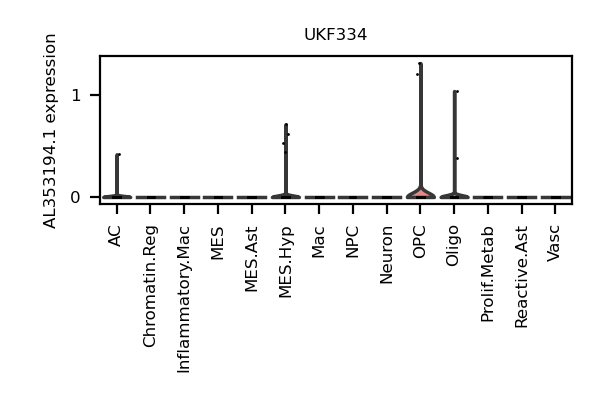 UKF334
AL353194.1 expression
1
0
AC
Chromatin.Reg
Inflammatory.Mac
MES
MES.Ast
MES.Hyp
Mac
NPC
Neuron
OPC
Oligo
Prolif.Metab
Reactive.Ast
Vasc